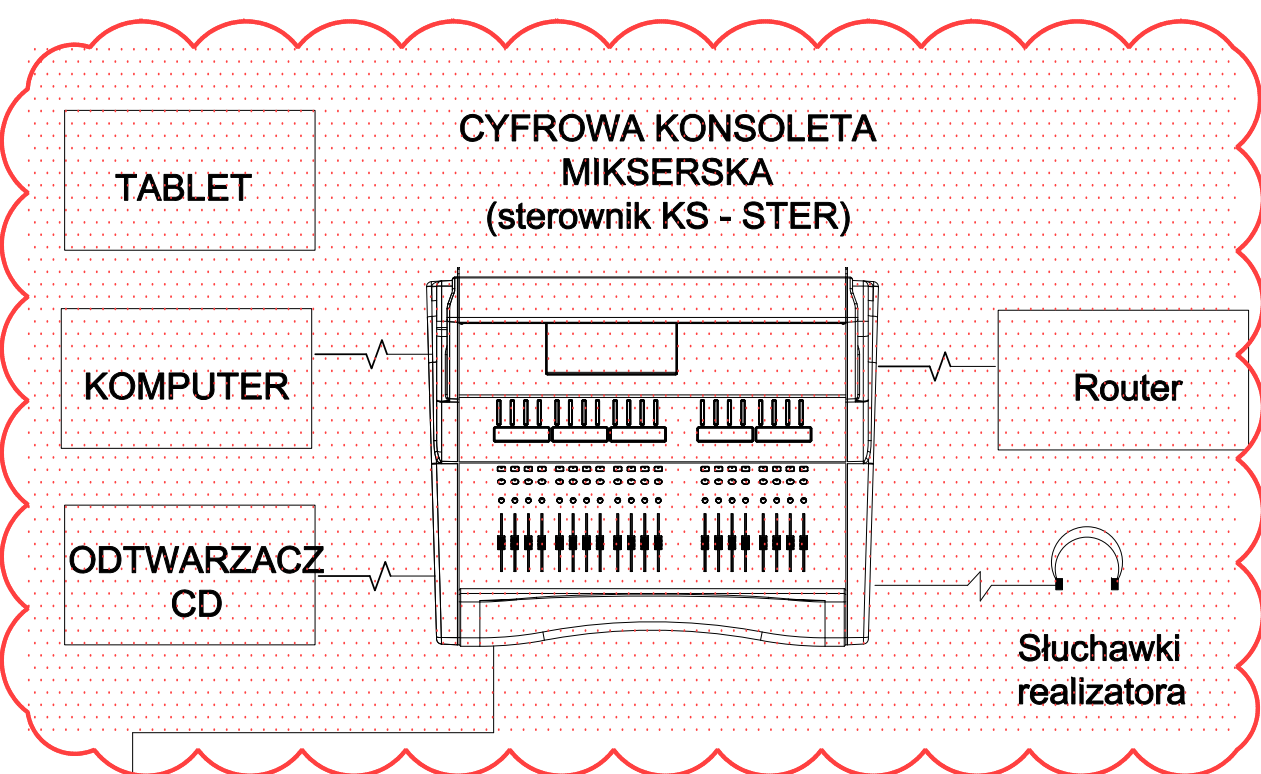 TABLET
CYFROWA KONSOLETA
MIKSERSKA
(sterownik KS - STER)
KOMPUTER
Router
ODTWARZACZ
CD
Słuchawki
realizatora